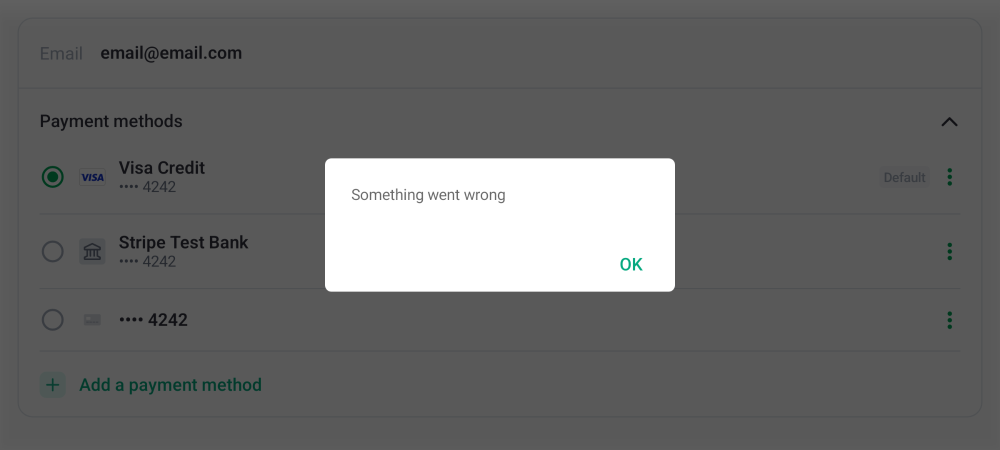 Email email@email.com
Payment methods
VISA Visa Credit
•••• 4242
Default
Something went wrong
Stripe Test Bank
•••• 4242
OK
•••• 4242
Add a payment method